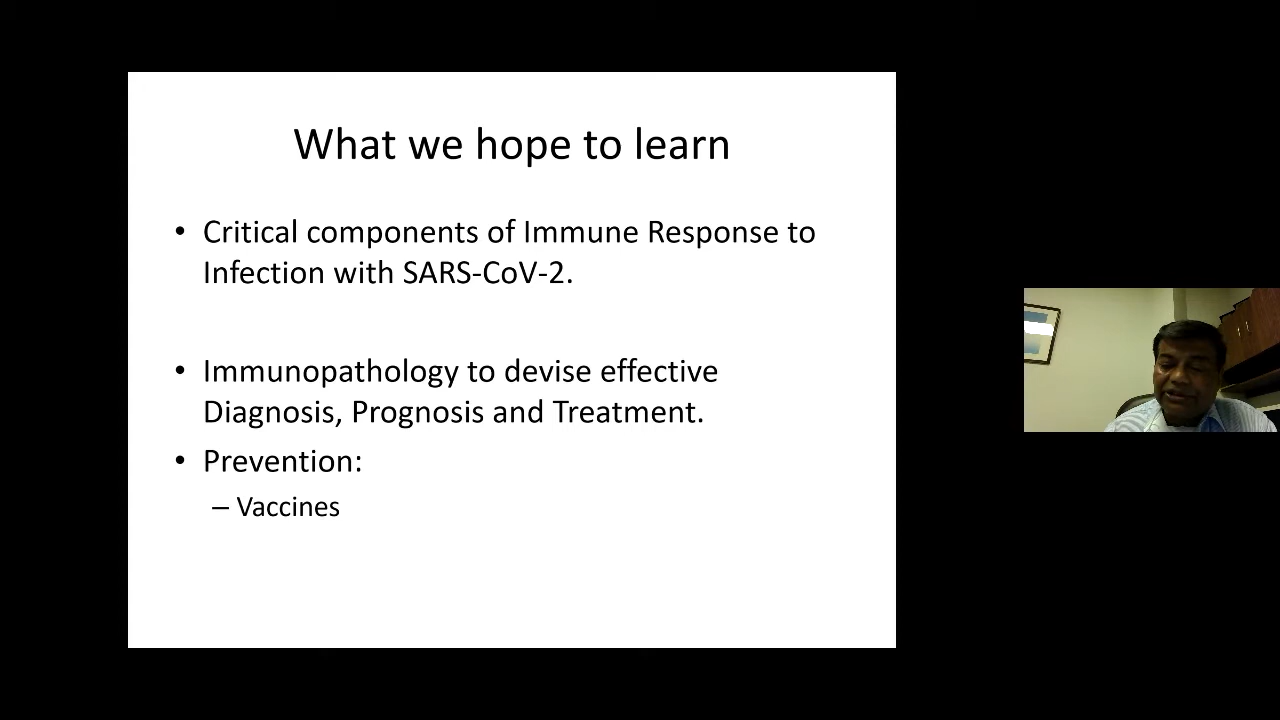 What we hope to learn
• Critical components of Immune Response to
Infection with SARS-CoV-2.
• Immunopathology to devise effective
Diagnosis, Prognosis and Treatment.
• Prevention:
– Vaccines